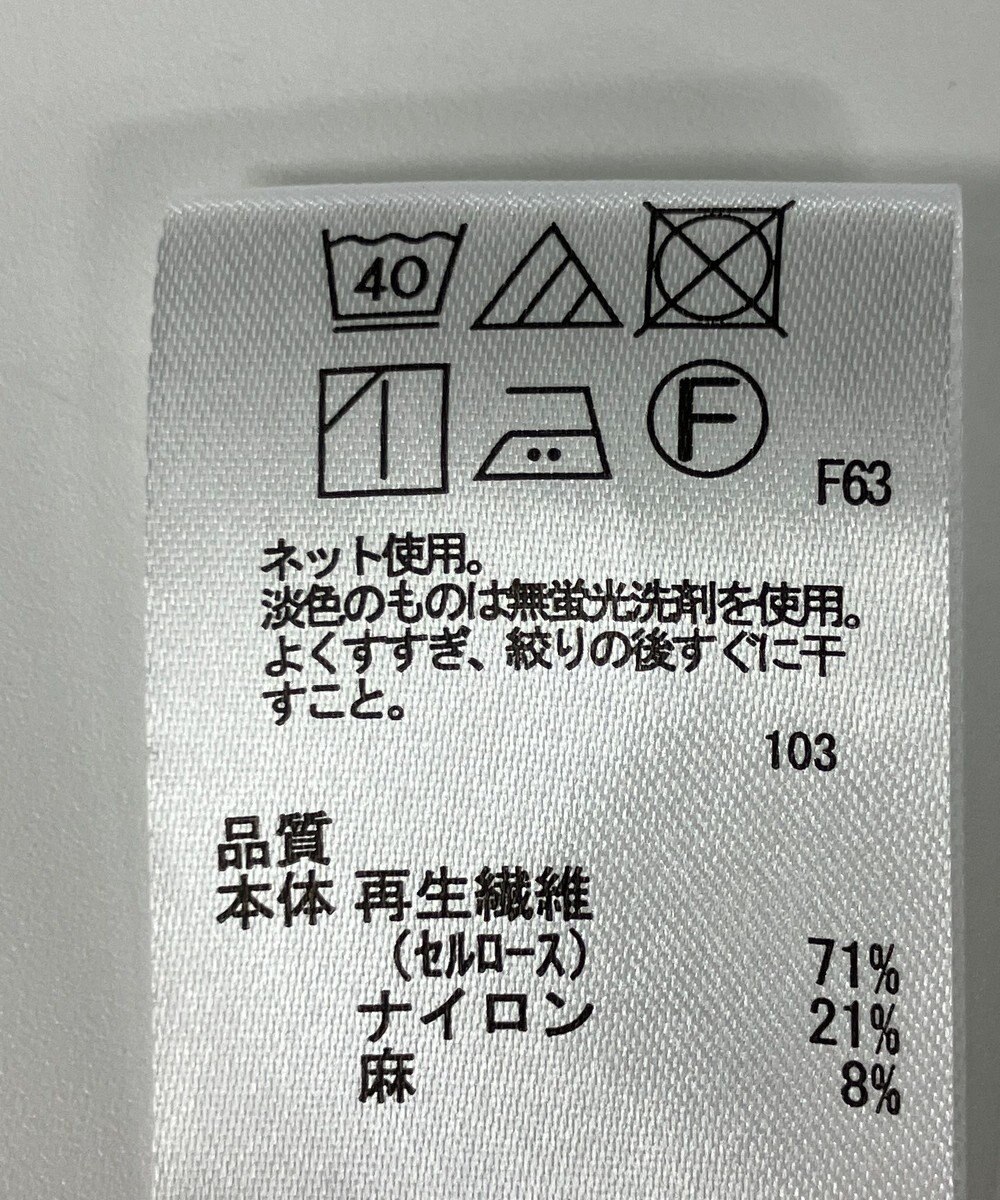 40
F
F63
ネット使用。
淡色のものは無蛍光洗剤を使用。
よくすすぎ、絞りの後すぐに干
すこと。
103
品質
本体 再生繊維
(セルロース) 71%
ナイロン 21%
麻 8%